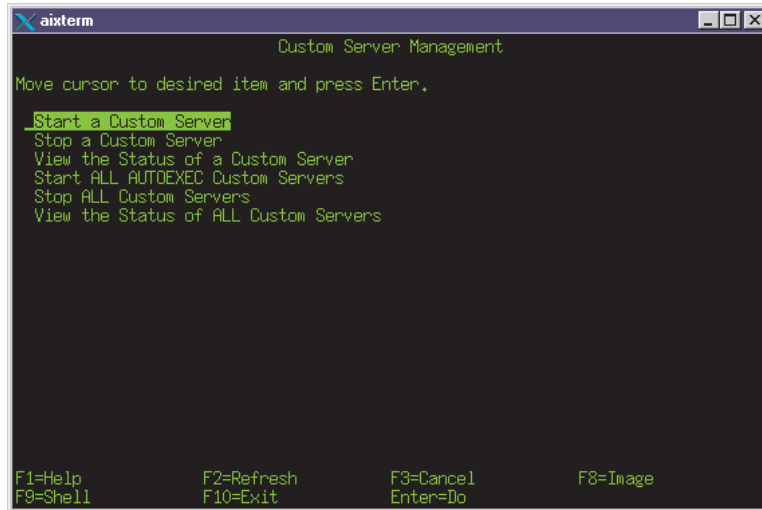 aixterm
Custom Server Management
Move cursor to desired item and press Enter.
Start a Custom Server
Stop a Custom Server
View the Status of a Custom Server
Start ALL AUTOEXEC Custom Servers
Stop ALL Custom Servers
View the Status of ALL Custom Servers
F1=Help F2=Refresh F3=Cancel F8=Image
F9=Shell F10=Exit Enter=Do